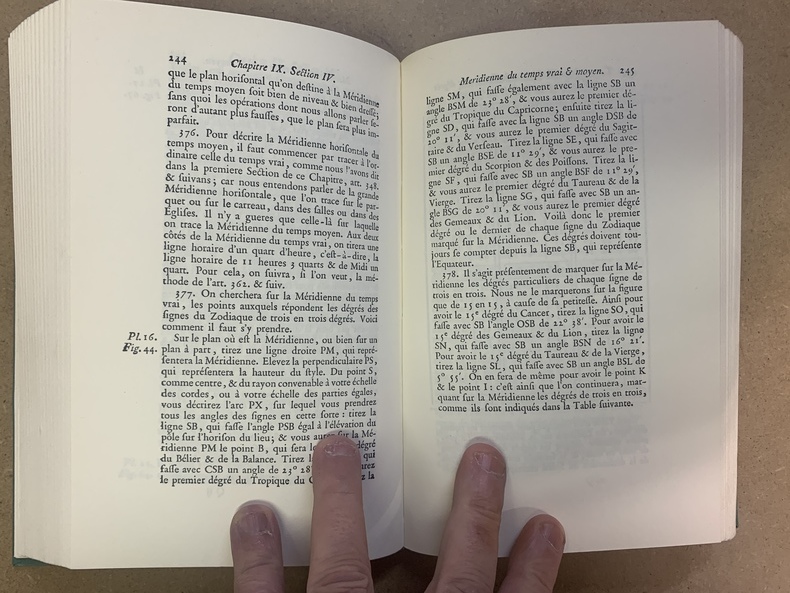 244
Chapitre IX. Section IV.
que le plan horisontal qu'on destine à la Méridienne
du temps moyen soit bien de niveau & bien dressé;
sans quoi les opérations dont nous allons parler se-
ront d'autant plus fausses, que le plan sera plus im-
parfait.
376. Pour décrire la Méridienne horisontale du
temps moyen, il faut commencer par tracer à l'or-
dinaire celle du temps vrai, comme nous l'avons dit
dans la premiere Section de ce Chapitre, art. 348.
& suivans; car nous entendons parler de la grande
Méridienne horisontale, que l'on trace sur le par-
quet ou sur le carreau, dans des salles ou dans des
Églises. Il n'y a gueres que celle-là sur laquelle
on trace la Méridienne du temps moyen. Aux deux
côtés de la Méridienne du temps vrai, on tirera une
ligne horaire d'un quart d'heure, c'est-à-dire, la
ligne horaire de 11 heures 3 quarts & de Midi un
quart. Pour cela, on suivra, si l'on veut, la mé-
thode de l'art. 362. & suiv.
377. On cherchera sur la Méridienne du temps
vrai, les points auxquels répondent les dégrés des
signes du Zodiaque de trois en trois dégrés. Voici
comment il faut s'y prendre.
Pl. 16.
Fig. 44.
Sur le plan où est la Méridienne, ou bien sur un
plan à part, tirez une ligne droite PM, qui repré-
sentera la Méridienne. Elevez la perpendiculaire PS,
qui représentera la hauteur du style. Du point S,
comme centre, & du rayon convenable à votre échelle
des cordes, ou à votre échelle des parties égales,
vous décrirez l'arc PX, sur lequel vous prendrez
tous les angles des signes en cette sorte: tirez la
ligne SB, qui fasse l'angle PSB égal à l'élévation du
pôle sur l'horison du lieu; & vous aurez sur la Mé-
ridienne PM le point B, qui sera le dégré
du Bélier & de la Balance. Tirez qui
fasse avec CSB un angle de 23° 28'
le premier dégré du Tropique du la
Meridienne du temps vrai & moyen. 245
ligne SM, qui fasse également avec la ligne SB un
angle BSM de 23° 28', & vous aurez le premier dé-
gré du Tropique du Capricorne; ensuite tirez la li-
gne SD, qui fasse avec la ligne SB un angle DSB de
20° 11', & vous aurez le premier dégré du Sagit-
taire & du Verseau. Tirez la ligne SE, qui fasse avec
SB un angle BSE de 11° 29', & vous aurez le pre-
mier dégré du Scorpion & des Poissons. Tirez la li-
gne SF, qui fasse avec SB un angle BSF de 11° 29',
& vous aurez le premier dégré du Taureau & de la
Vierge. Tirez la ligne SG, qui fasse avec SB un an-
gle BSG de 20° 11', & vous aurez le premier dégré
des Gemeaux & du Lion. Voilà donc le premier
dégré ou le dernier de chaque signe du Zodiaque
marqué sur la Méridienne. Ces dégrés doivent tou-
jours se compter depuis la ligne SB, qui représente
l'Equateur.
378. Il s'agit présentement de marquer sur la Mé-
ridienne les dégrés particuliers de chaque signe de
trois en trois. Nous ne les marquerons sur la figure
que de 15 en 15, à cause de sa petitesse. Ainsi pour
avoir le 15e dégré du Cancer, tirez la ligne SO, qui
fasse avec SB l'angle OSB de 22° 38'. Pour avoir le
15e dégré des Gemeaux & du Lion, tirez la ligne
SN, qui fasse avec SB un angle BSN de 16° 21'.
Pour avoir le 15e dégré du Taureau & de la Vierge,
tirez la ligne SL, qui fasse avec SB un angle BSL de
5° 55'. On en fera de même pour avoir le point K
& le point I: c'est ainsi que l'on continuera, mar-
quant sur la Méridienne les dégrés de trois en trois,
comme ils sont indiqués dans la Table suivante.